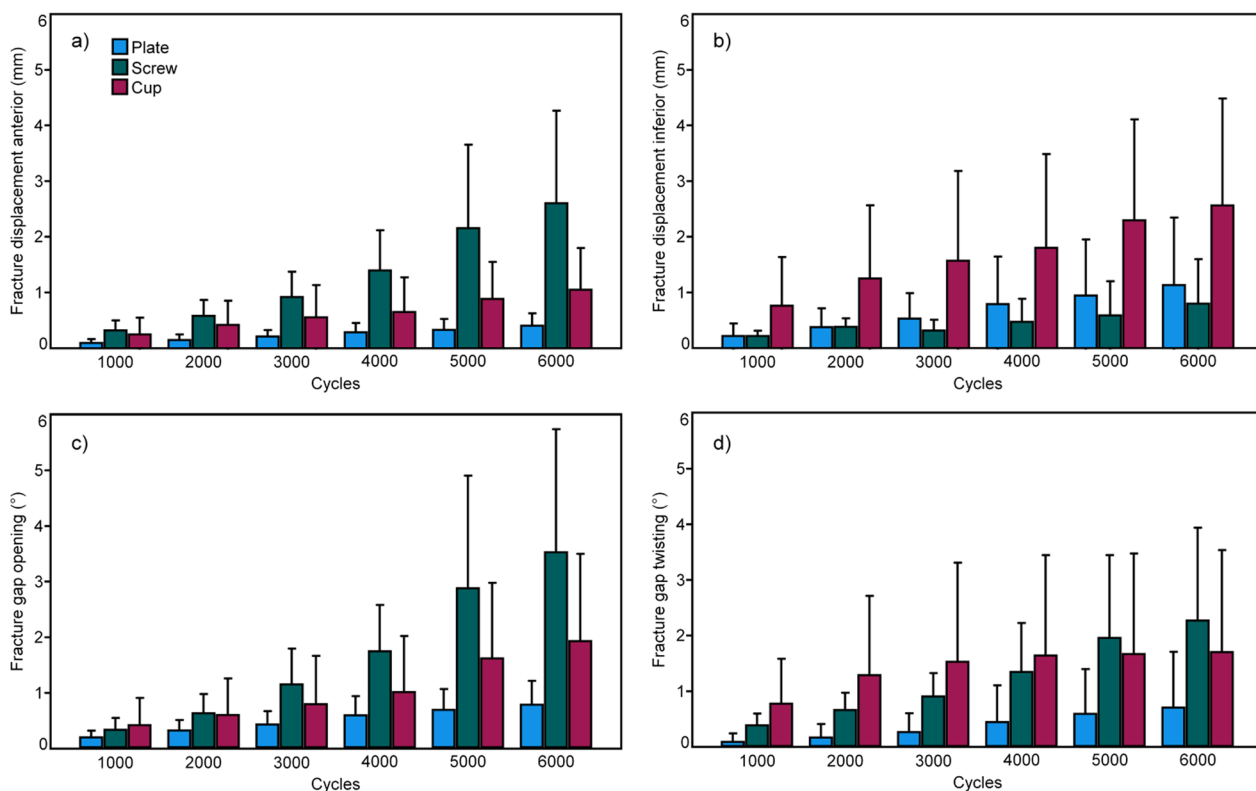 a)
Plate
Screw
Cup
Fracture displacement anterior (mm)
6
5
4
3
2
1
0
1000 2000 3000 4000 5000 6000
Cycles
b)
Fracture displacement inferior (mm)
6
5
4
3
2
1
0
1000 2000 3000 4000 5000 6000
Cycles
c)
Fracture gap opening (°)
6
5
4
3
2
1
0
1000 2000 3000 4000 5000 6000
Cycles
d)
Fracture gap twisting (°)
6
5
4
3
2
1
0
1000 2000 3000 4000 5000 6000
Cycles